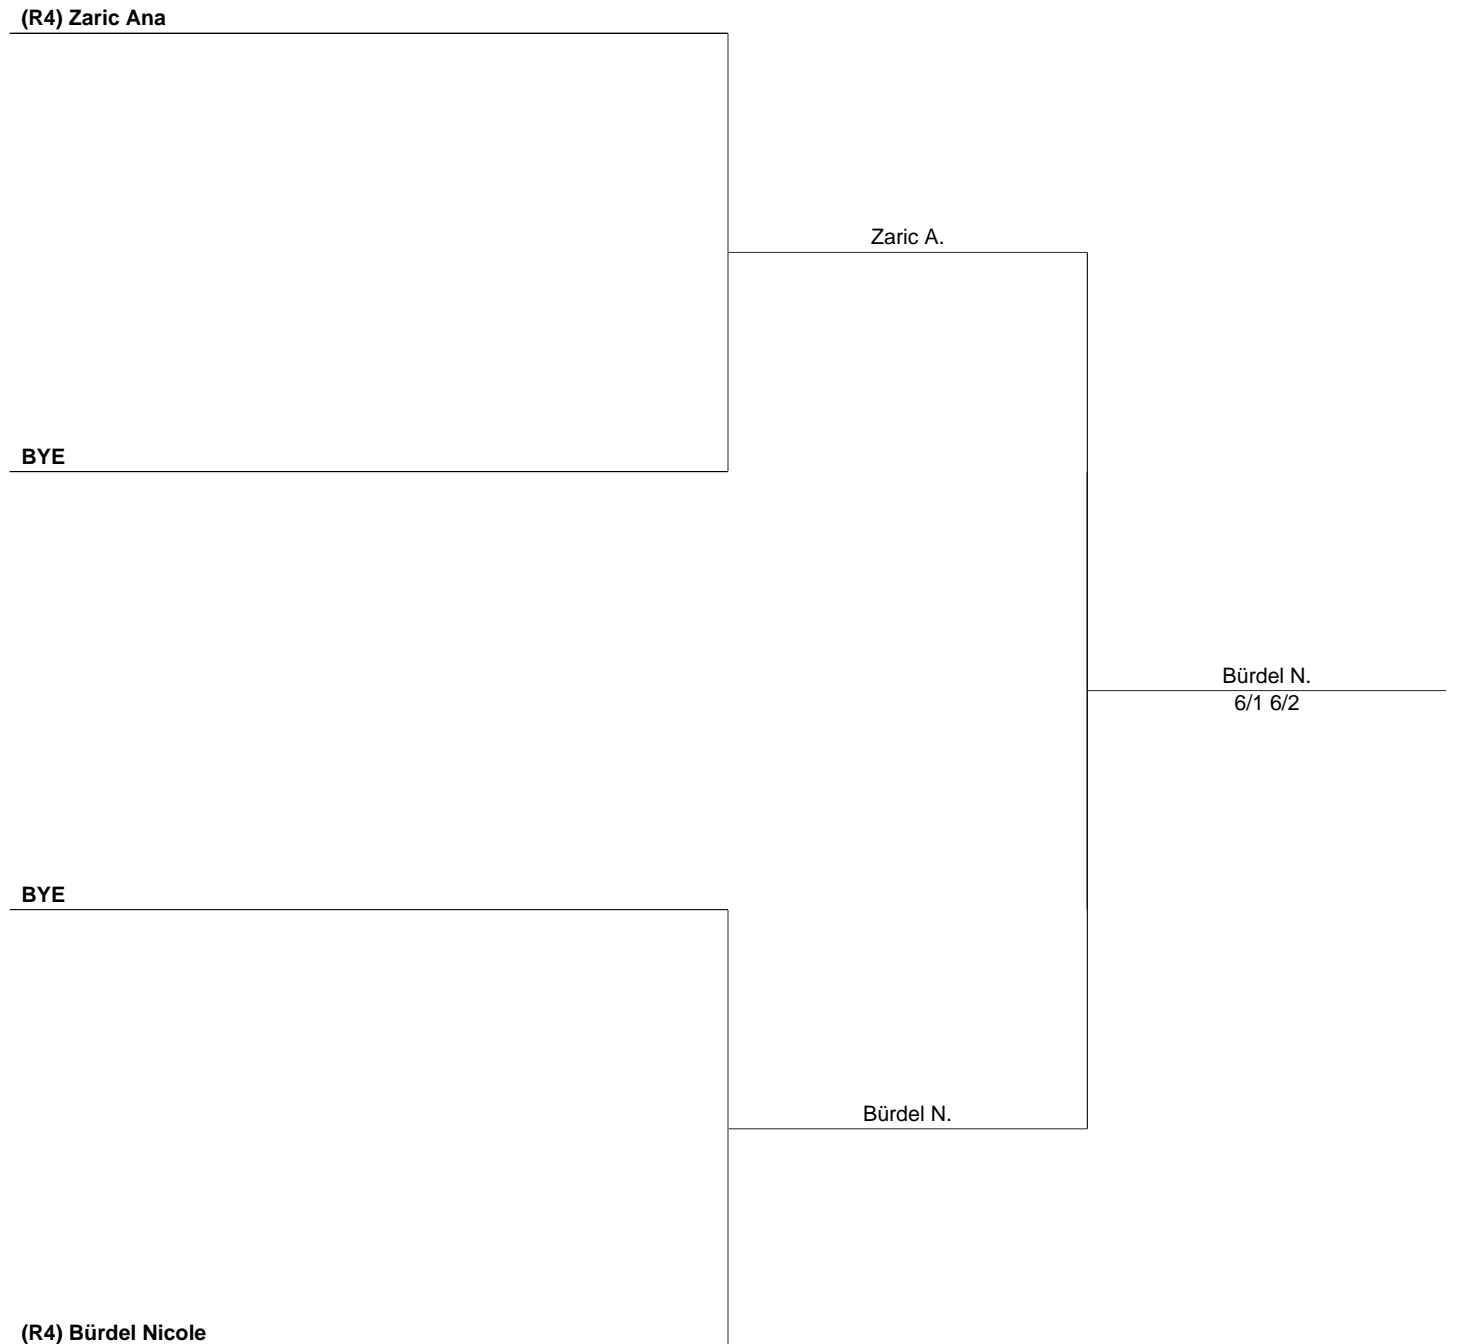 (R4) Zaric Ana
Zaric A.
BYE
Bürdel N.
6/1 6/2
BYE
Bürdel N.
(R4) Bürdel Nicole